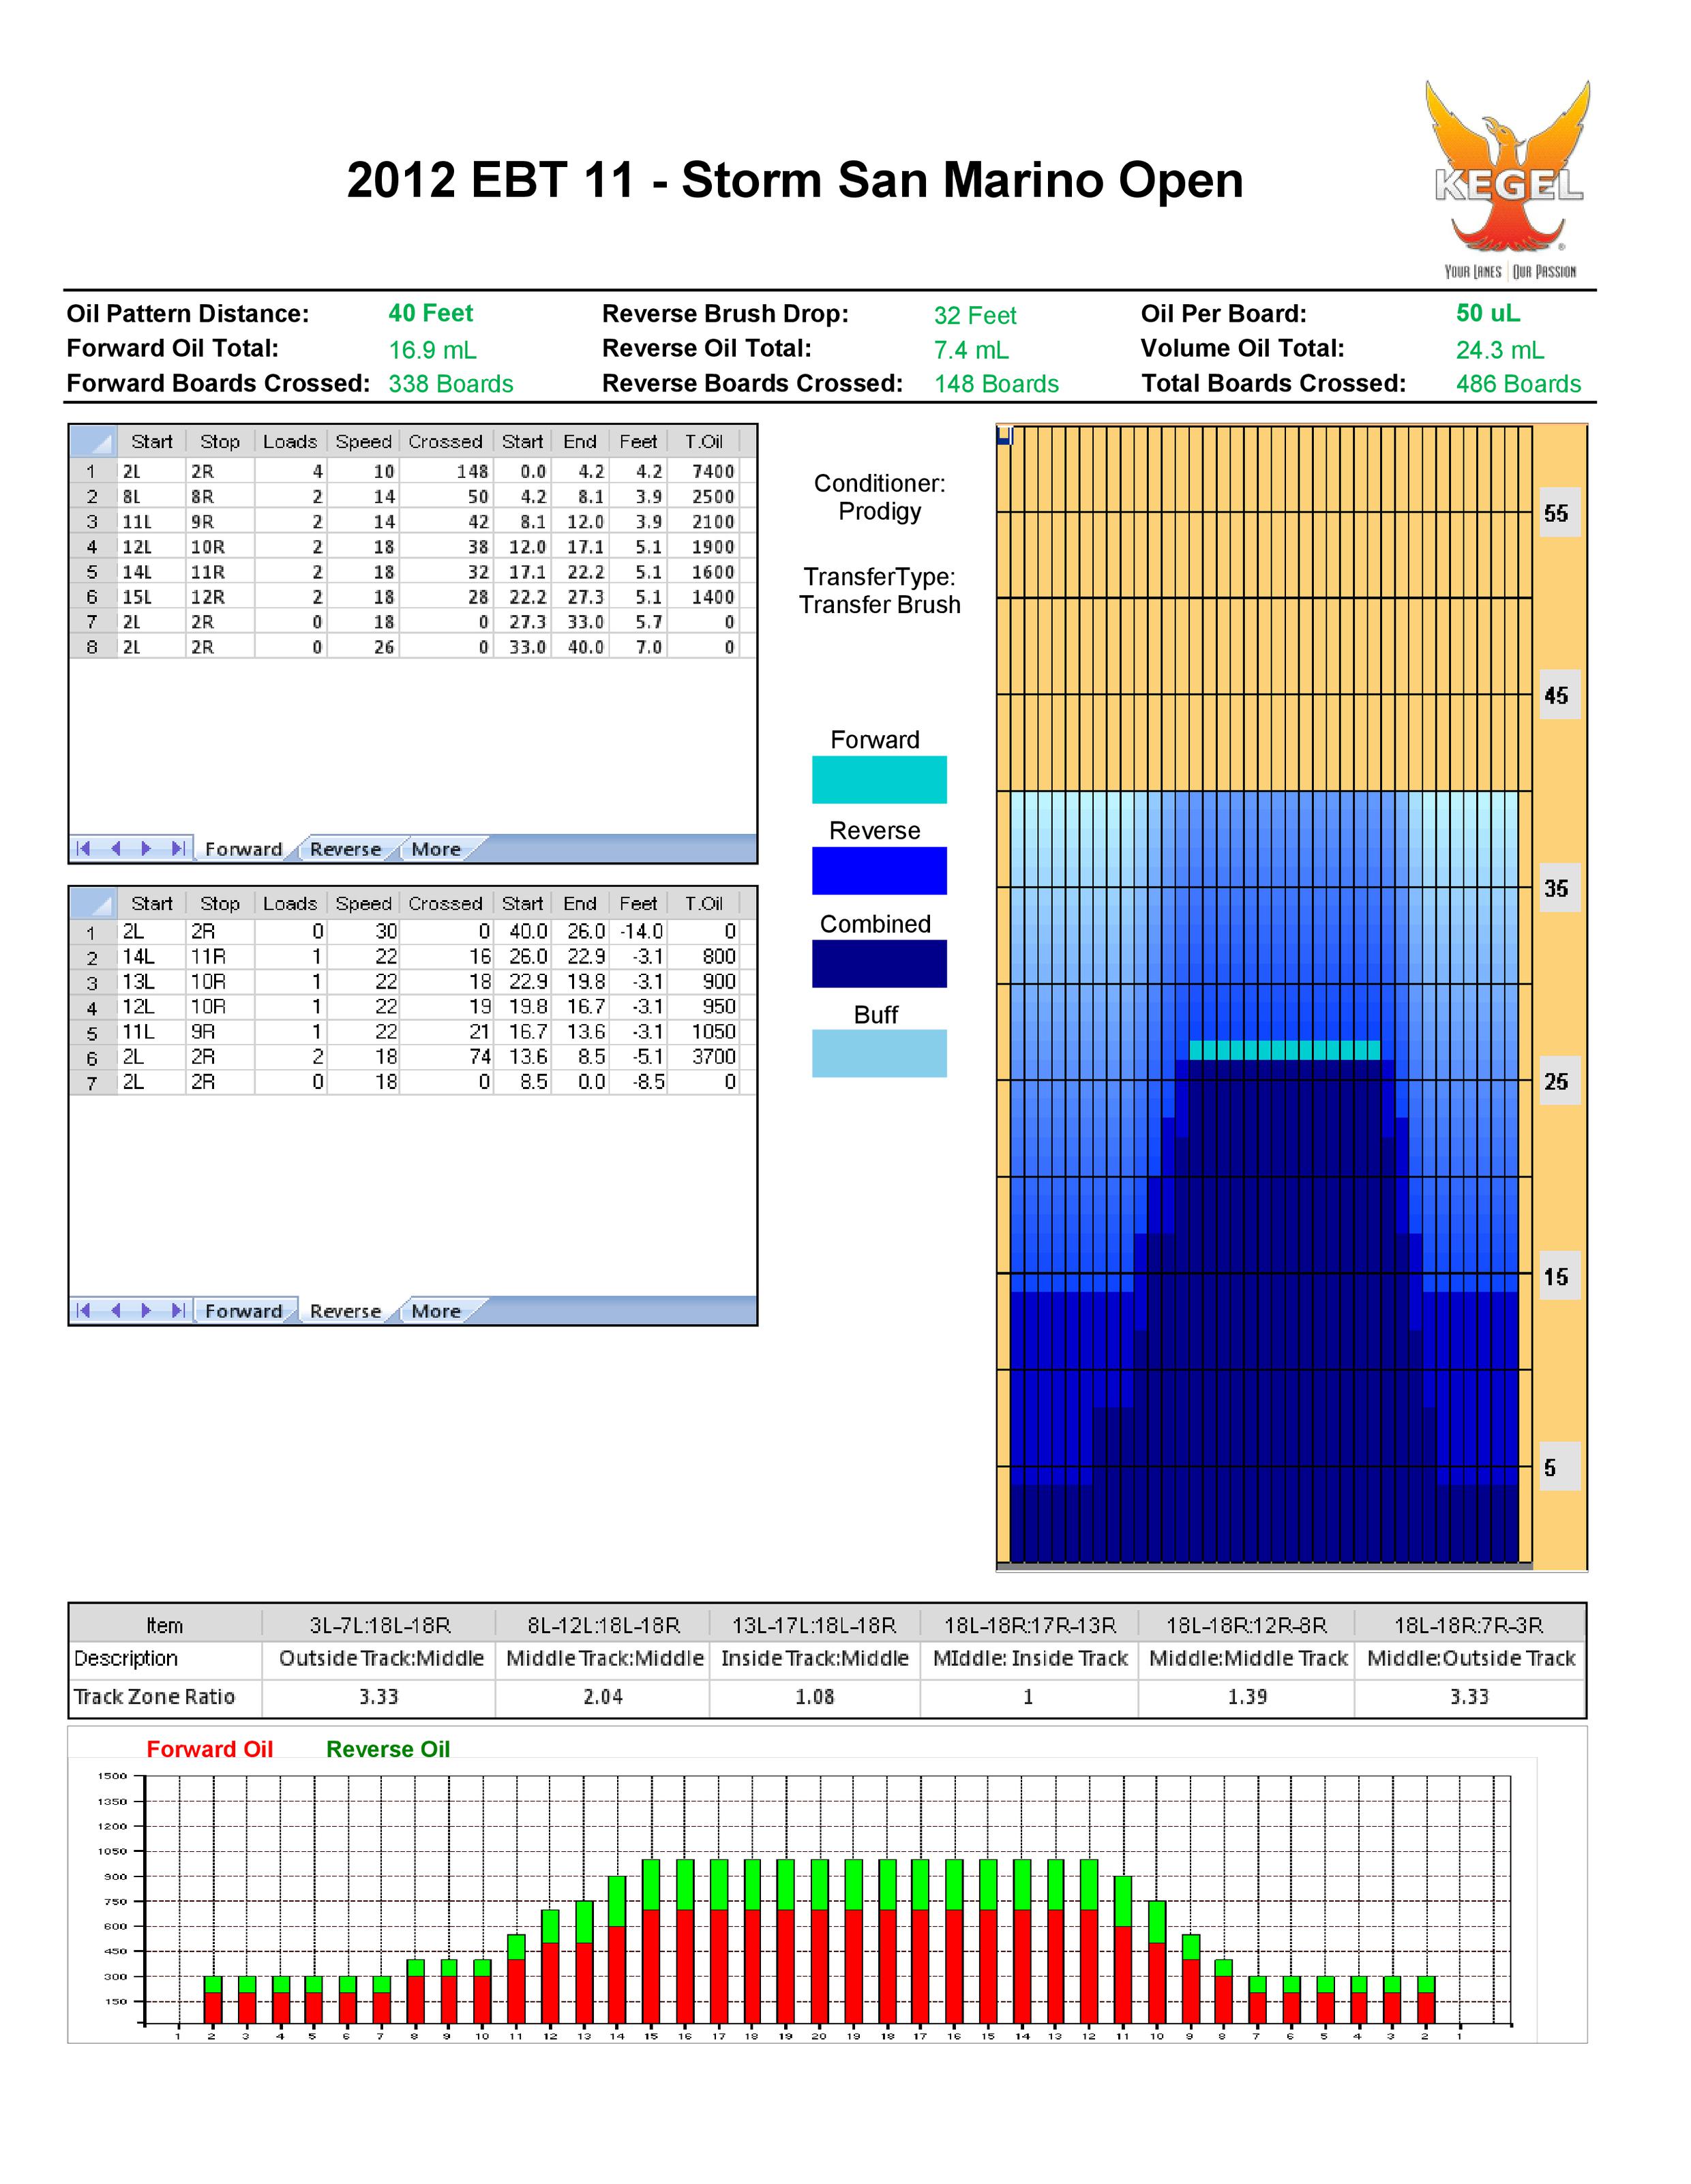 2012 EBT 11 - Storm San Marino Open
KEGEL
®
YOUR LANES | OUR PASSION
Oil Pattern Distance: 40 Feet Reverse Brush Drop: 32 Feet Oil Per Board: 50 uL
Forward Oil Total: 16.9 mL Reverse Oil Total: 7.4 mL Volume Oil Total: 24.3 mL
Forward Boards Crossed: 338 Boards Reverse Boards Crossed: 148 Boards Total Boards Crossed: 486 Boards
Start Stop Loads Speed Crossed Start End Feet T.Oil
1 2L 2R 4 10 148 0.0 4.2 4.2 7400
2 8L 8R 2 14 50 4.2 8.1 3.9 2500
3 11L 9R 2 14 42 8.1 12.0 3.9 2100
4 12L 10R 2 18 38 12.0 17.1 5.1 1900
5 14L 11R 2 18 32 17.1 22.2 5.1 1600
6 15L 12R 2 18 28 22.2 27.3 5.1 1400
7 2L 2R 0 18 0 27.3 33.0 5.7 0
8 2L 2R 0 26 0 33.0 40.0 7.0 0
Forward Reverse More
Start Stop Loads Speed Crossed Start End Feet T.Oil
1 2L 2R 0 30 0 40.0 26.0 -14.0 0
2 14L 11R 1 22 16 26.0 22.9 -3.1 800
3 13L 10R 1 22 18 22.9 19.8 -3.1 900
4 12L 10R 1 22 19 19.8 16.7 -3.1 950
5 11L 9R 1 22 21 16.7 13.6 -3.1 1050
6 2L 2R 2 18 74 13.6 8.5 -5.1 3700
7 2L 2R 0 18 0 8.5 0.0 -8.5 0
Forward Reverse More
Conditioner:
Prodigy
TransferType:
Transfer Brush
Forward
Reverse
Combined
Buff
55
45
35
25
15
5
Item 3L-7L:18L-18R 8L-12L:18L-18R 13L-17L:18L-18R 18L-18R:17R-13R 18L-18R:12R-8R 18L-18R:7R-3R
Description Outside Track:Middle Middle Track:Middle Inside Track:Middle MIddle: Inside Track Middle:Middle Track Middle:Outside Track
Track Zone Ratio 3.33 2.04 1.08 1 1.39 3.33
Forward Oil Reverse Oil
1500
1350
1200
1050
900
750
600
450
300
150
1 2 3 4 5 6 7 8 9 10 11 12 13 14 15 16 17 18 19 20 19 18 17 16 15 14 13 12 11 10 9 8 7 6 5 4 3 2 1